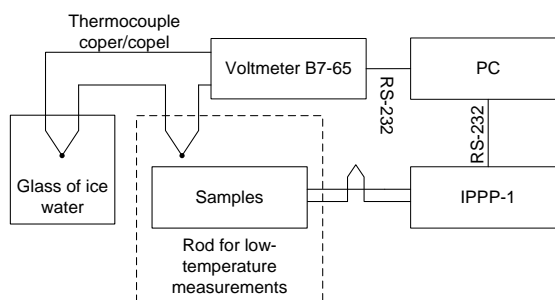 Thermocouple
coper/copel
Voltmeter B7-65
PC
RS-232
RS-232
Glass of ice
water
Samples
IPPP-1
Rod for low-
temperature
measurements